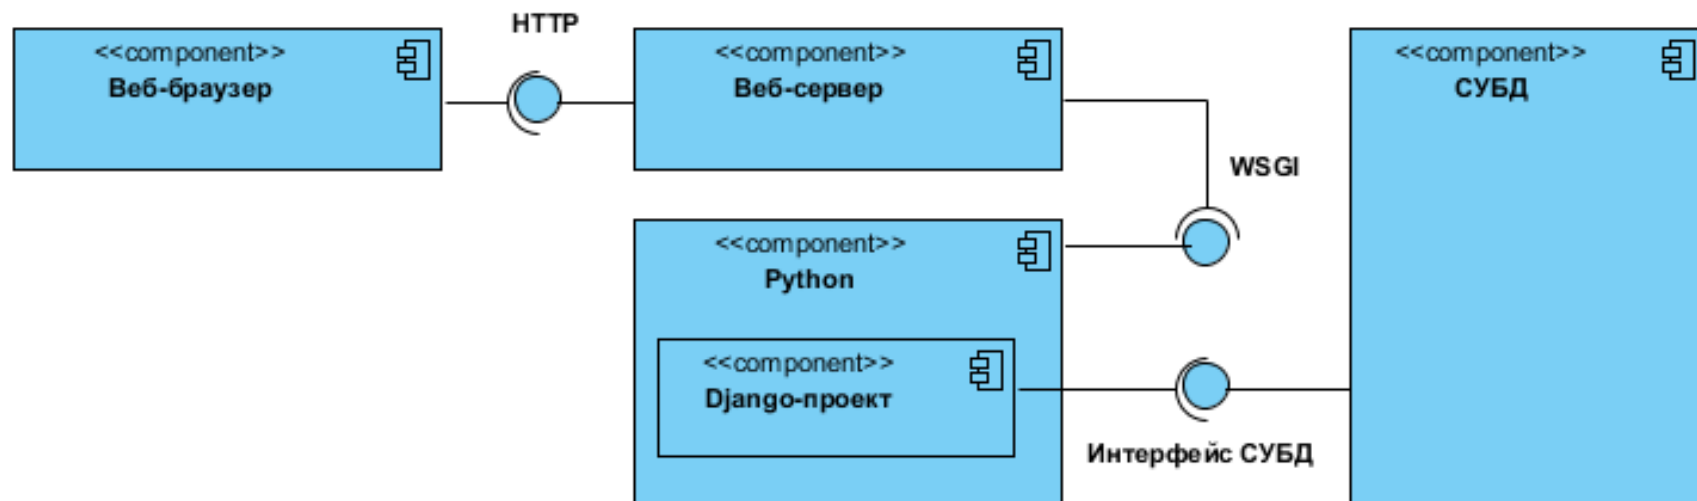 HTTP
<<component>>
Веб-браузер
<<component>>
Веб-сервер
<<component>>
СУБД
WSGI
<<component>>
Python
<<component>>
Django-проект
Интерфейс СУБД